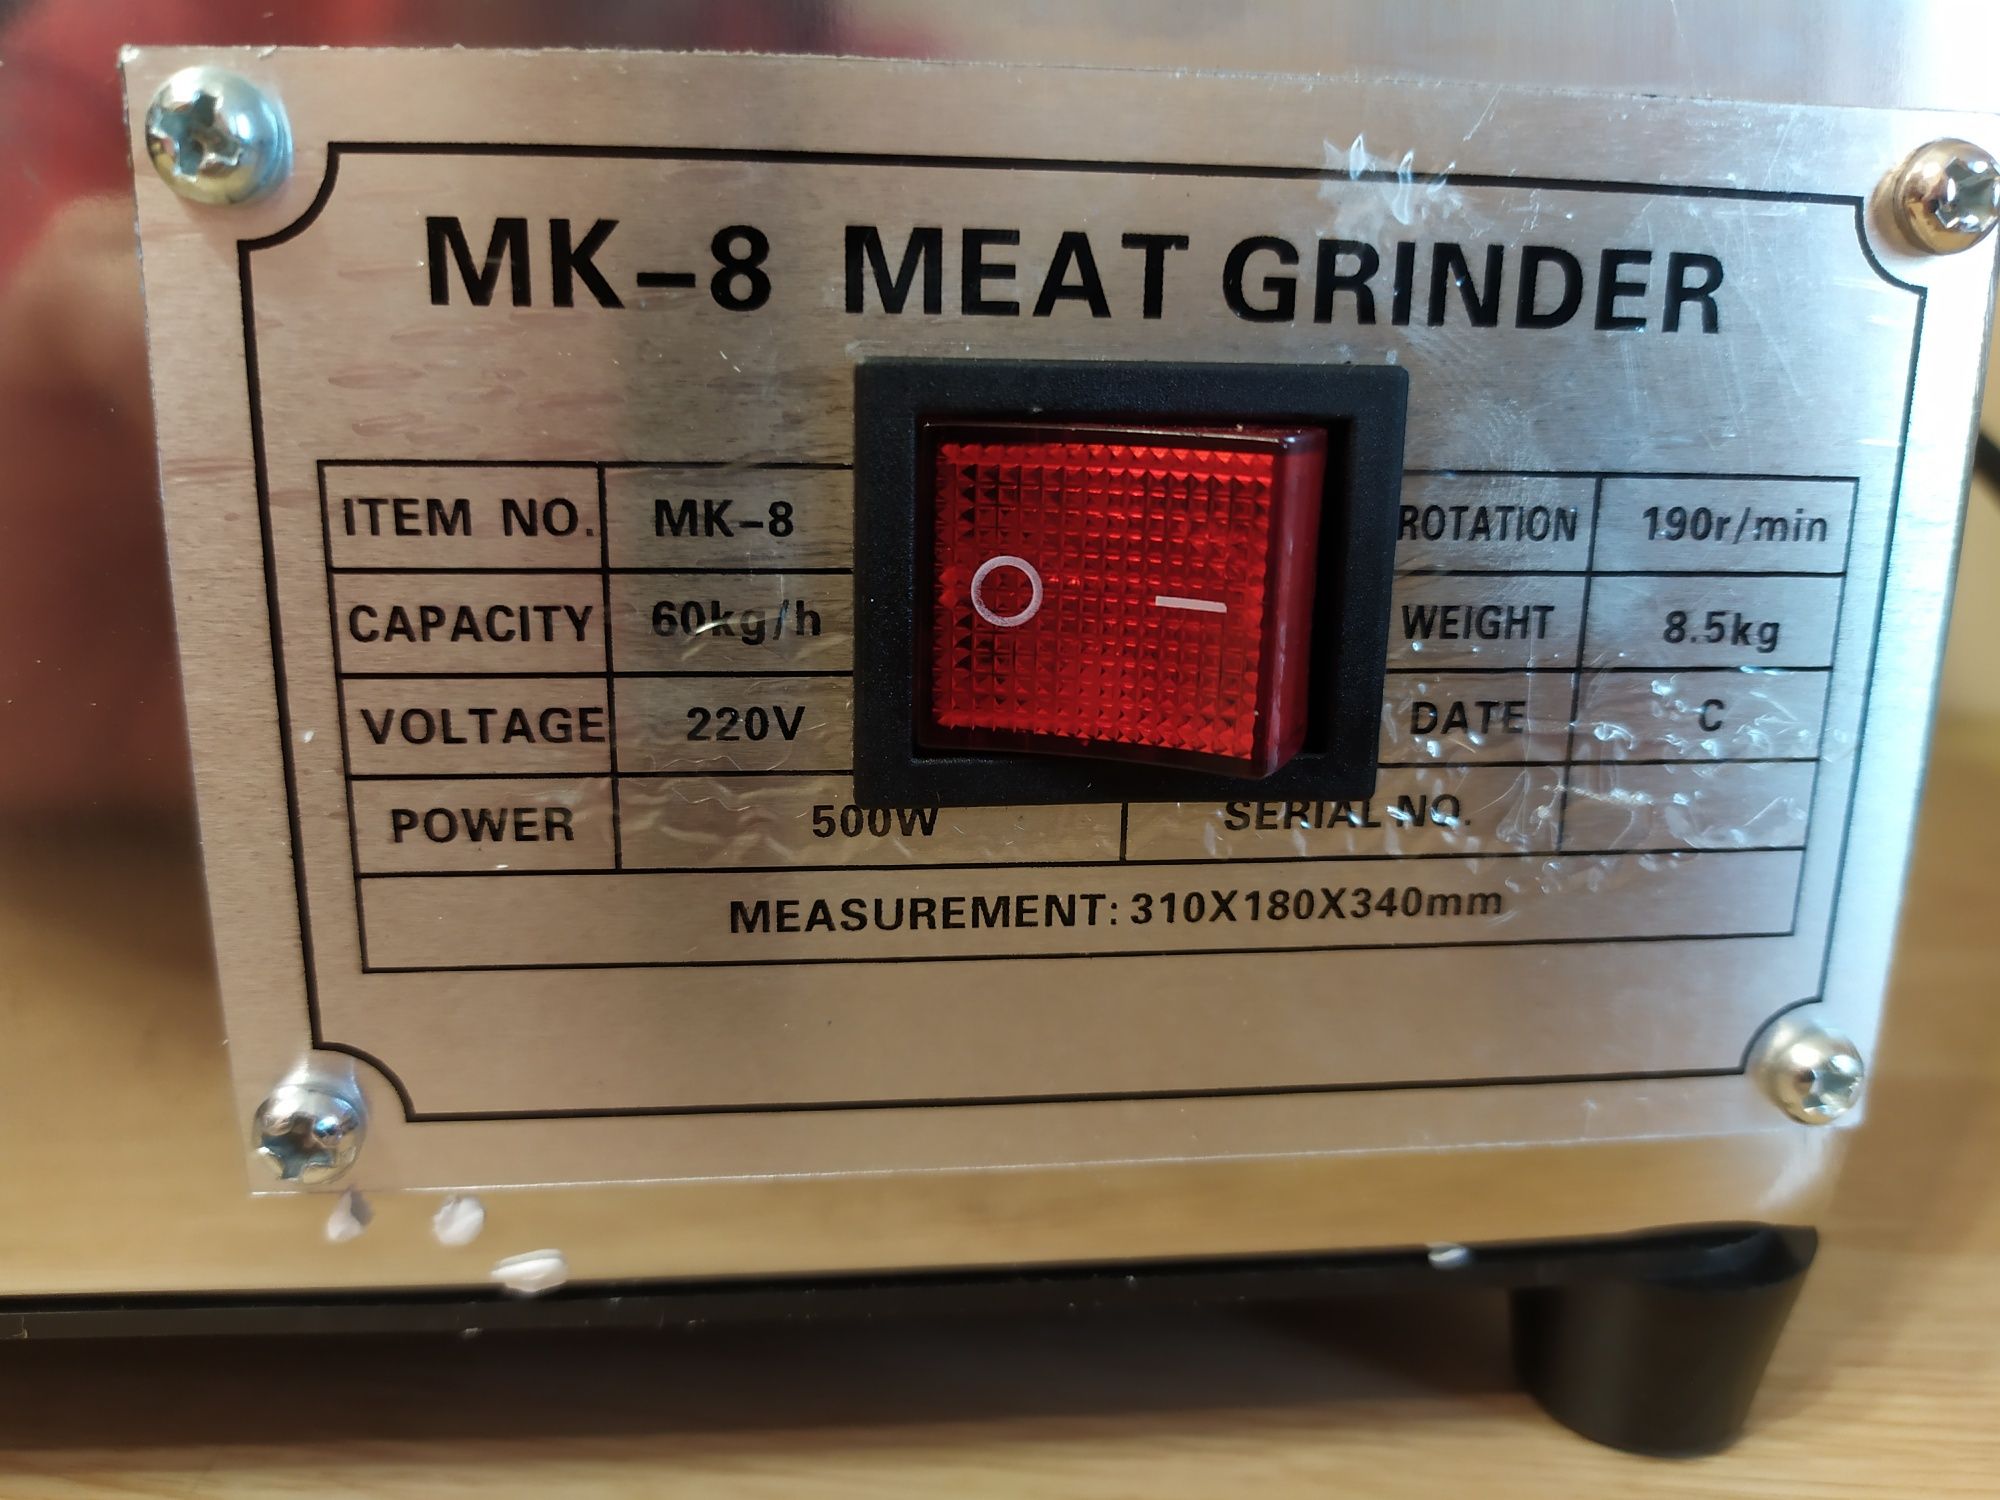 MK-8 MEAT GRINDER
ITEM NO. MK-8 ROTATION 190r/min
CAPACITY 60kg/h WEIGHT 8.5kg
VOLTAGE 220V DATE C
POWER 500W SERIAL NO.
MEASUREMENT: 310X180X340mm